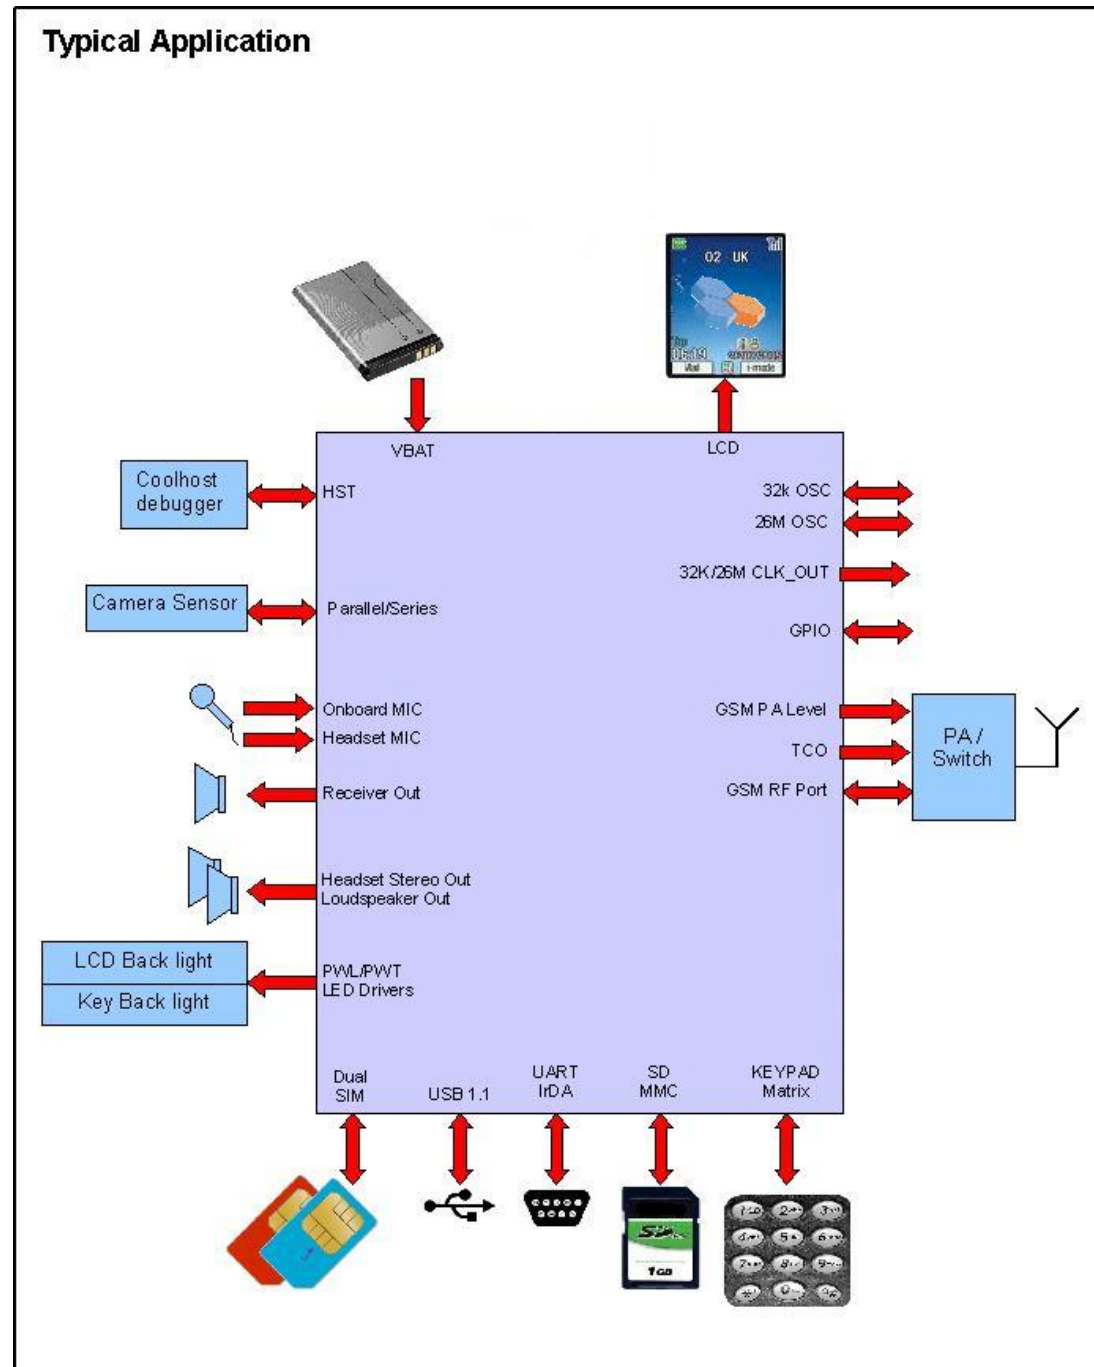 Typical Application
O2 UK
VBAT
LCD
Coolhost
debugger
HST
32k OSC
26M OSC
32K/26M CLK_OUT
Camera Sensor
Parallel/Series
GPIO
Onboard MIC
Headset MIC
GSM PA Level
TCO
PA /
Switch
Receiver Out
GSM RF Port
Headset Stereo Out
Loudspeaker Out
LCD Back light
Key Back light
PWL/PWT
LED Drivers
Dual
SIM
USB 1.1
UART
IrDA
SD
MMC
KEYPAD
Matrix
1GB